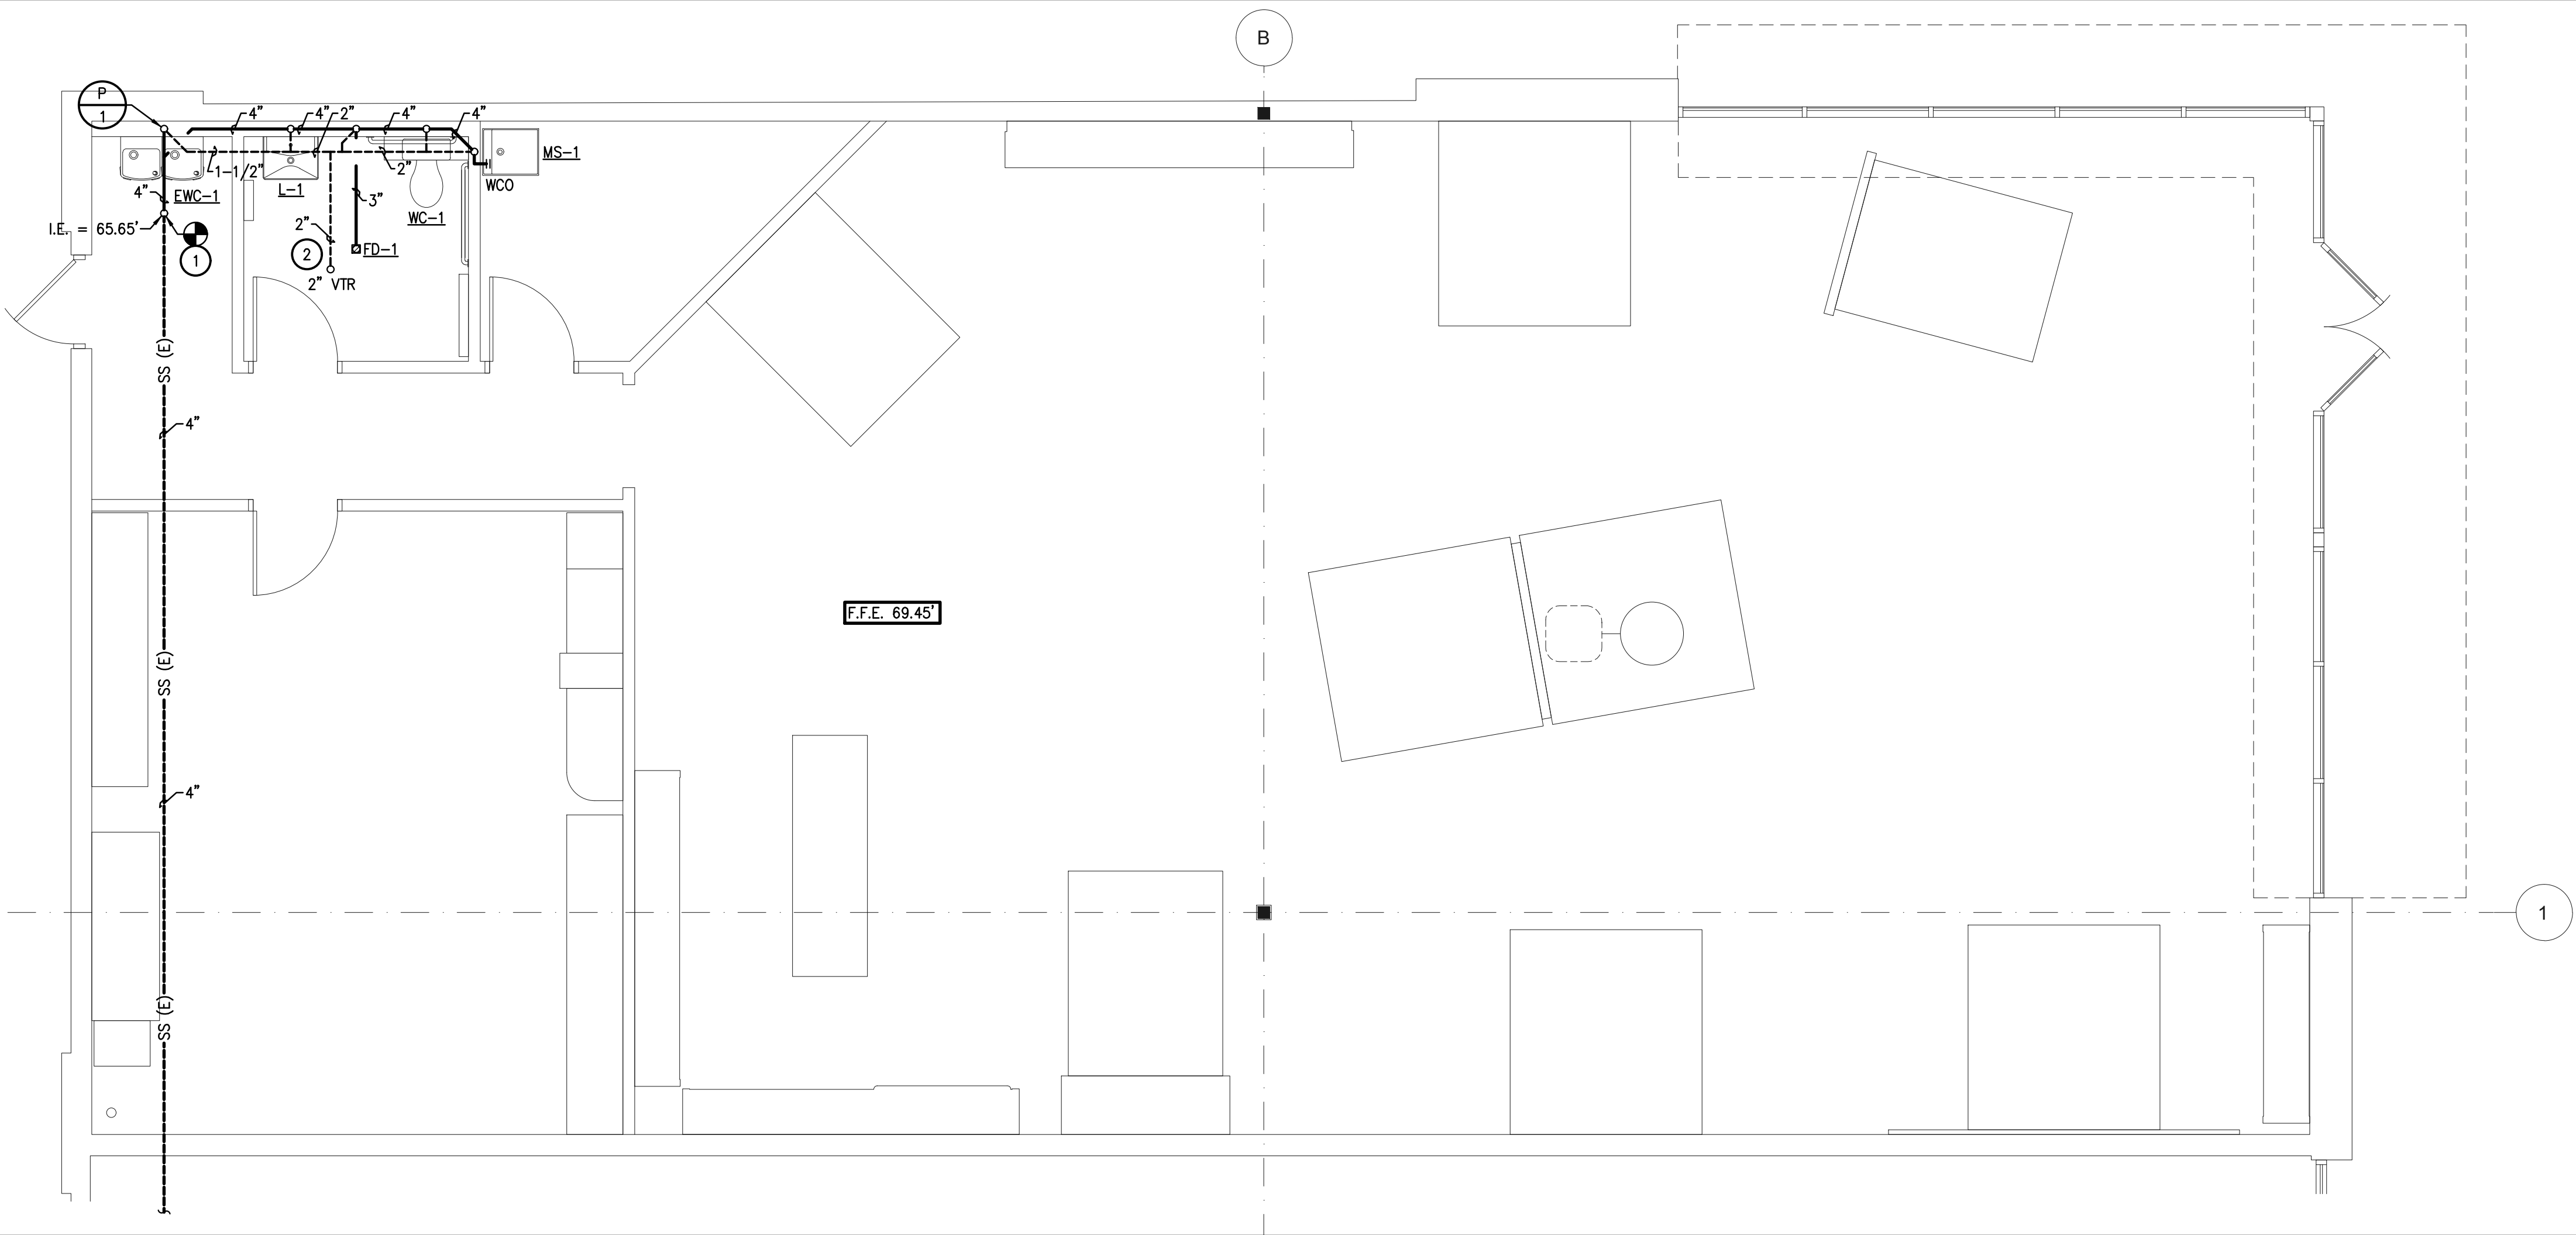 B
P
1
4"
4"
2"
4"
4"
MS-1
1-1/2"
2"
WCO
4"
EWC-1
L-1
3"
WC-1
I.E. = 65.65'
2"
1
2
FD-1
2" VTR
SS (E)
4"
F.F.E. 69.45'
SS (E)
4"
1
SS (E)